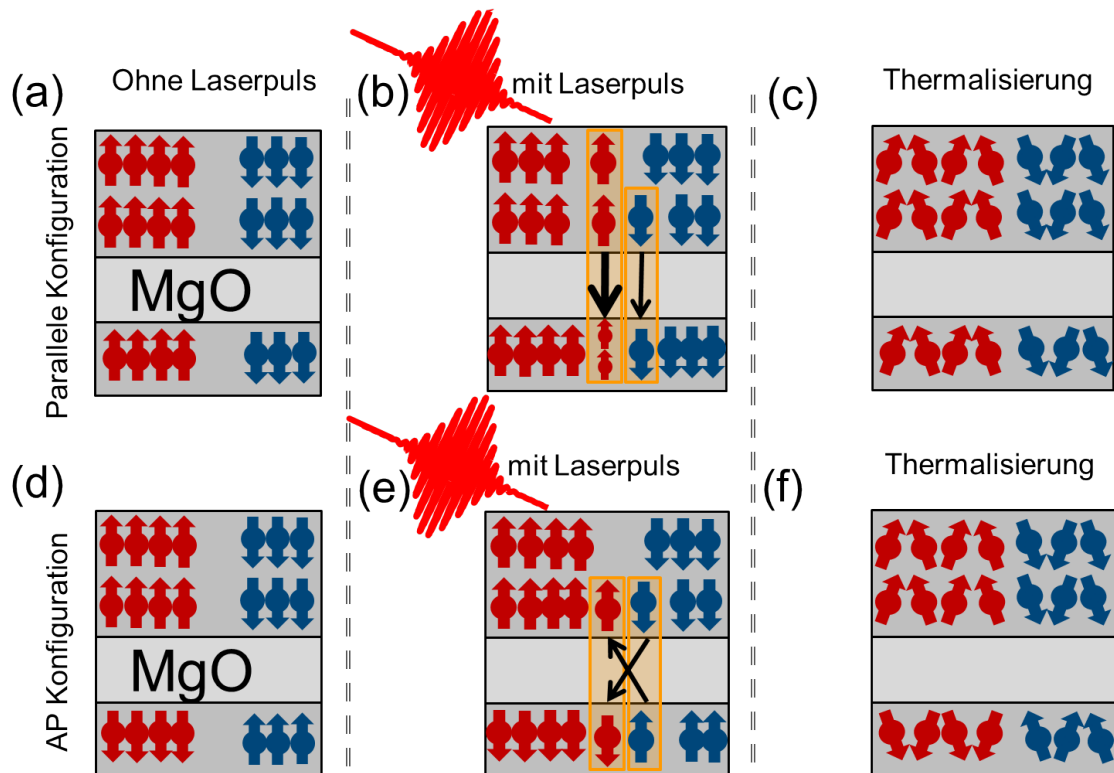 (a)
Ohne Laserpuls
(b)
mit Laserpuls
(c)
Thermalisierung
Parallele Konfiguration
MgO
(d)
(e)
mit Laserpuls
(f)
Thermalisierung
AP Konfiguration
MgO